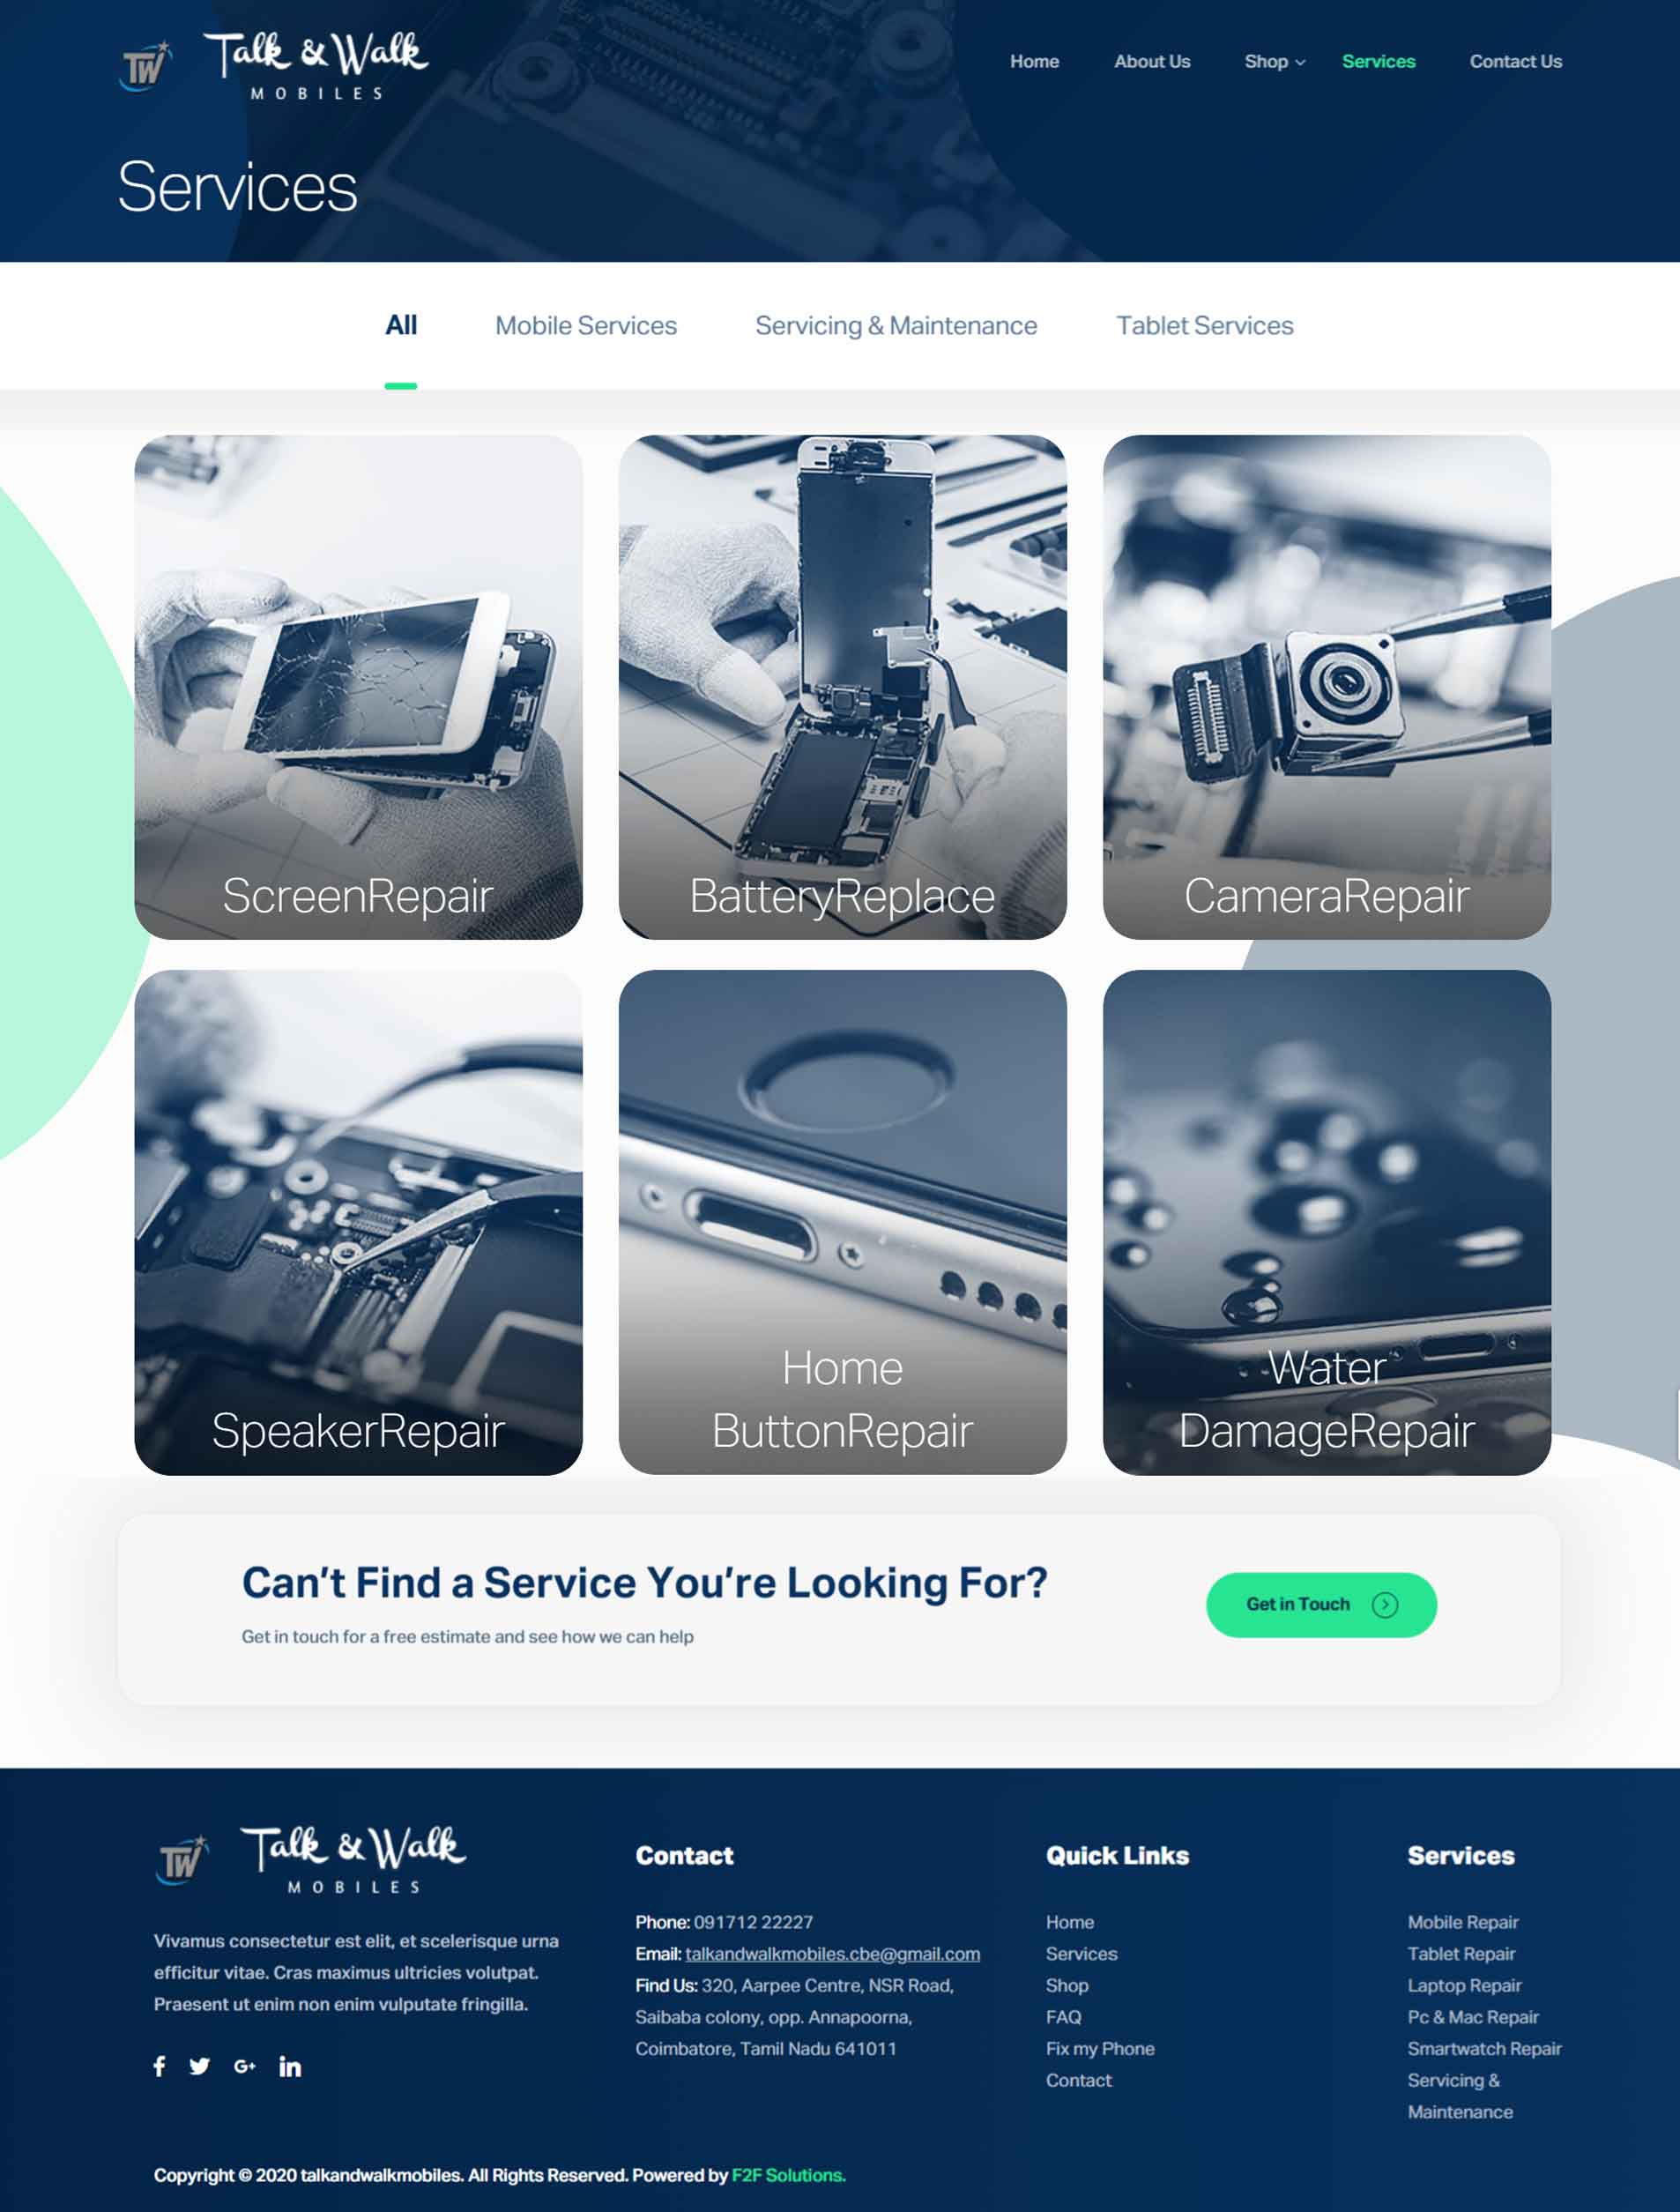 TW
Talk & Walk
MOBILES
Home About Us Shop Services Contact Us
Services
All Mobile Services Servicing & Maintenance Tablet Services
ScreenRepair
BatteryReplace
CameraRepair
SpeakerRepair
Home
ButtonRepair
Water
DamageRepair
Can't Find a Service You're Looking For?
Get in touch for a free estimate and see how we can help
Get in Touch
TW
Talk & Walk
MOBILES
Vivamus consectetur est elit, et scelerisque urna
efficitur vitae. Cras maximus ultricies volutpat.
Praesent ut enim non enim vulputate fringilla.
f G+ in
Contact
Phone: 091712 22227
Email: talkandwalkmobiles.cbe@gmail.com
Find Us: 320, Aarpee Centre, NSR Road,
Saibaba colony, opp. Annapoorna,
Coimbatore, Tamil Nadu 641011
Quick Links
Home
Services
Shop
FAQ
Fix my Phone
Contact
Services
Mobile Repair
Tablet Repair
Laptop Repair
Pc & Mac Repair
Smartwatch Repair
Servicing &
Maintenance
Copyright © 2020 talkandwalkmobiles. All Rights Reserved. Powered by F2F Solutions.